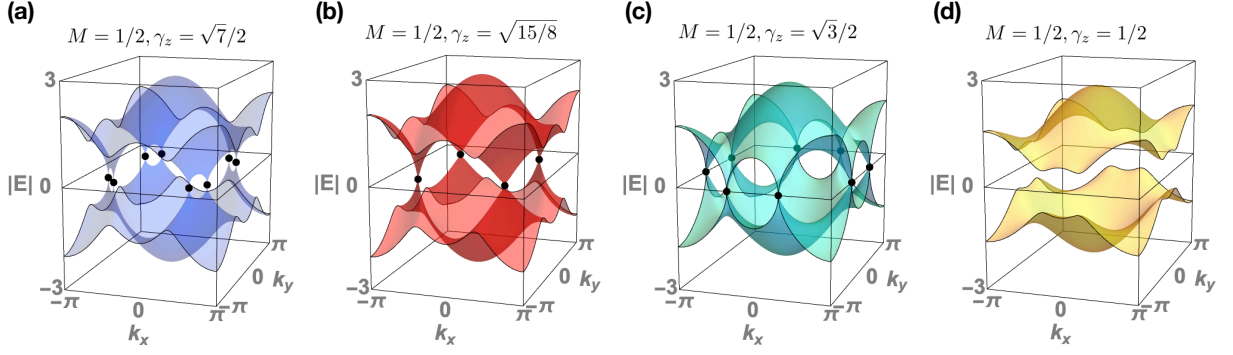 (a)
M = 1/2, γ_z = √7/2
3
|E| 0
−3
−π
0
π
k_x
−π
0
π
k_y
(b)
M = 1/2, γ_z = √15/8
3
|E| 0
−3
−π
0
π
k_x
−π
0
π
k_y
(c)
M = 1/2, γ_z = √3/2
3
|E| 0
−3
−π
0
π
k_x
−π
0
π
k_y
(d)
M = 1/2, γ_z = 1/2
3
|E| 0
−3
−π
0
π
k_x
−π
0
π
k_y